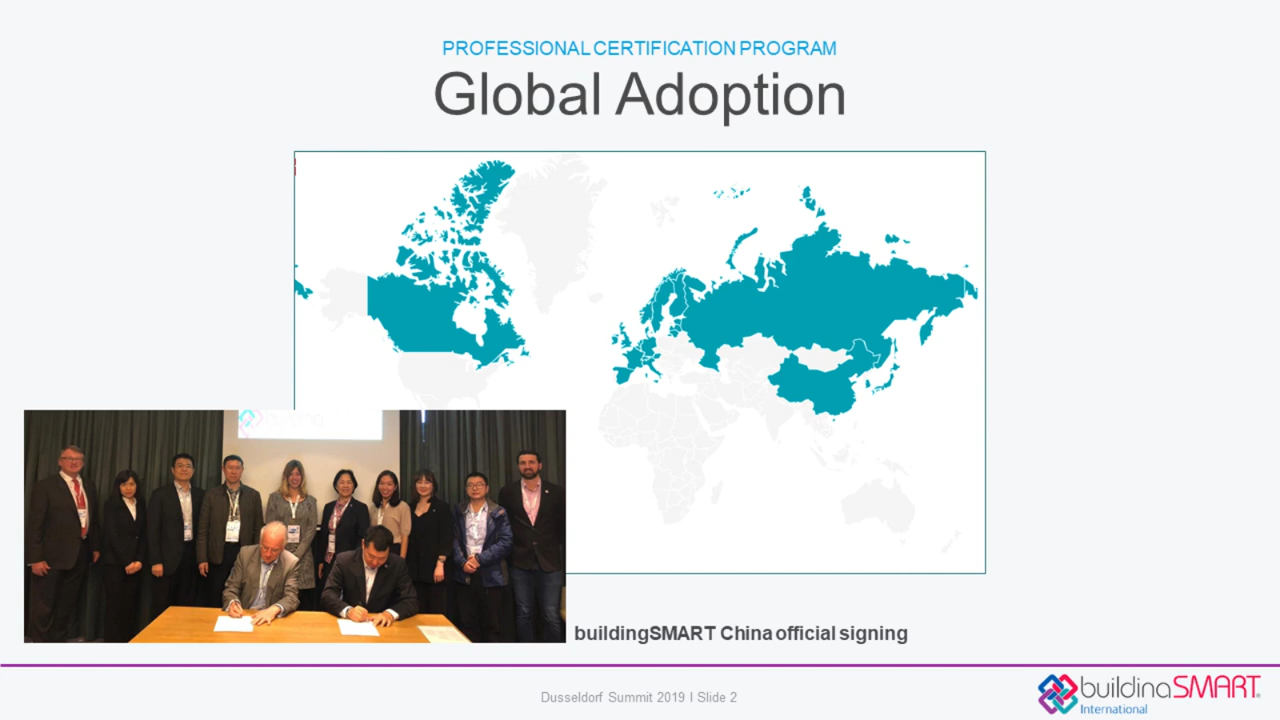 PROFESSIONAL CERTIFICATION PROGRAM
Global Adoption
buildingSMART China official signing
Dusseldorf Summit 2019 I Slide 2
buildingSMART®
International